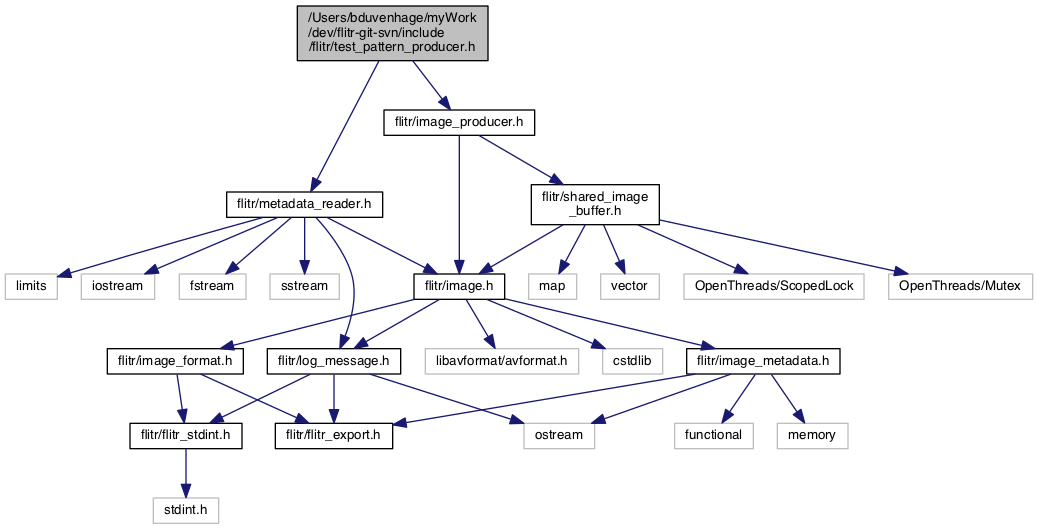 /Users/bduvenhage/myWork
/dev/flitr-git-svn/include
/flitr/test_pattern_producer.h
flitr/image_producer.h
flitr/metadata_reader.h
flitr/shared_image
_buffer.h
limits
iostream
fstream
sstream
flitr/image.h
map
vector
OpenThreads/ScopedLock
OpenThreads/Mutex
flitr/image_format.h
flitr/log_message.h
libavformat/avformat.h
cstdlib
flitr/image_metadata.h
flitr/flitr_stdint.h
flitr/flitr_export.h
ostream
functional
memory
stdint.h